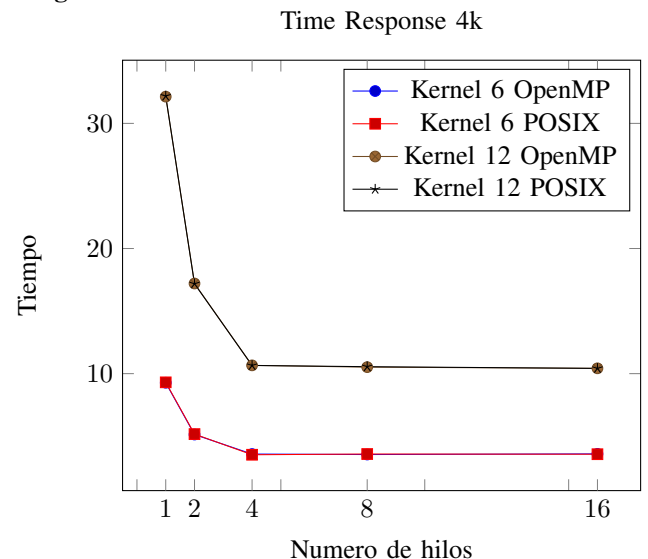 Time Response 4k
Kernel 6 OpenMP
Kernel 6 POSIX
Kernel 12 OpenMP
Kernel 12 POSIX
30
20
10
Tiempo
1 2 4 8 16
Numero de hilos